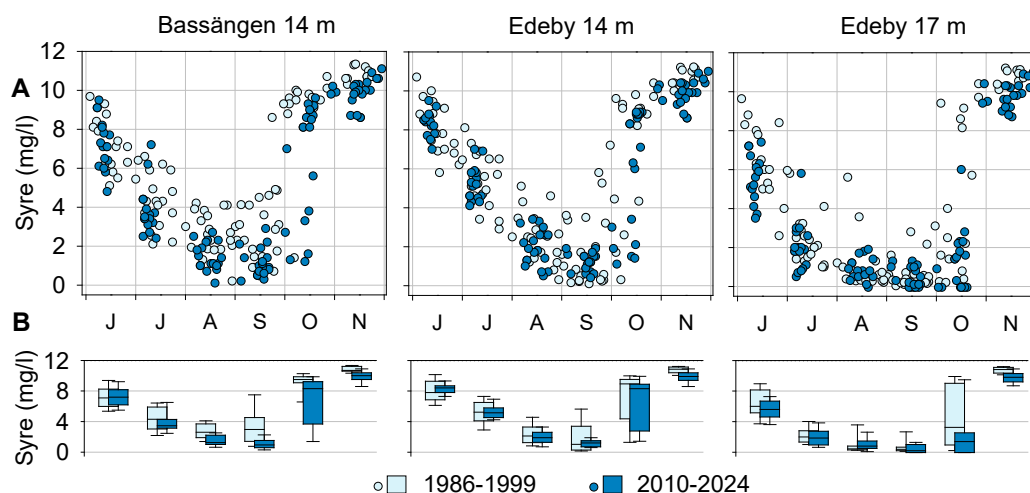 Bassängen 14 m Edeby 14 m Edeby 17 m
A
Syre (mg/l)
12
10
8
6
4
2
0
J J A S O N J J A S O N J J A S O N
B
Syre (mg/l)
12
8
4
0
1986-1999 2010-2024